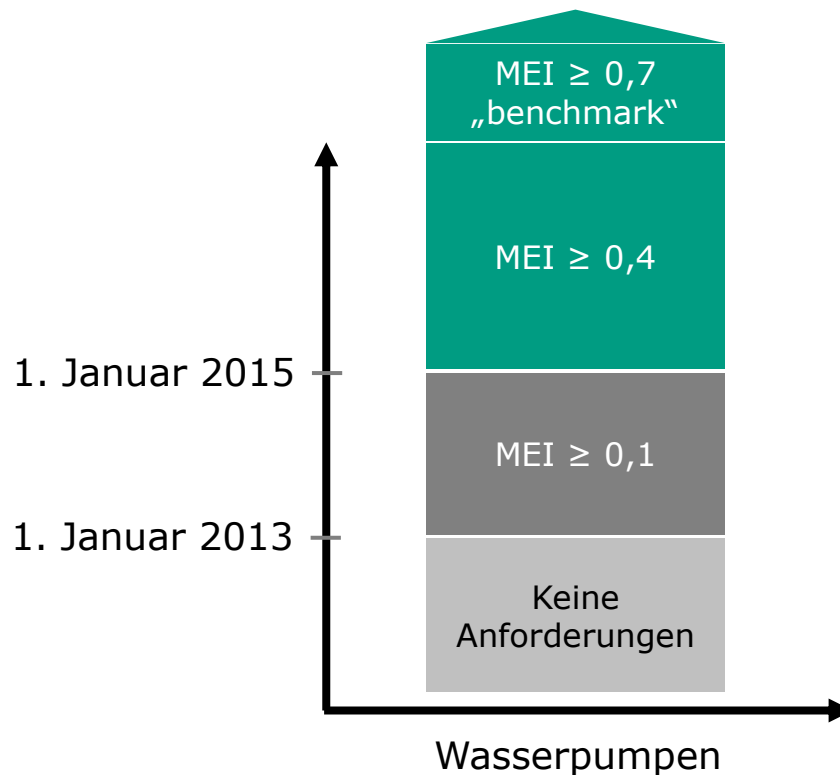 MEI ≥ 0,7
„benchmark“
MEI ≥ 0,4
1. Januar 2015
MEI ≥ 0,1
1. Januar 2013
Keine
Anforderungen
Wasserpumpen